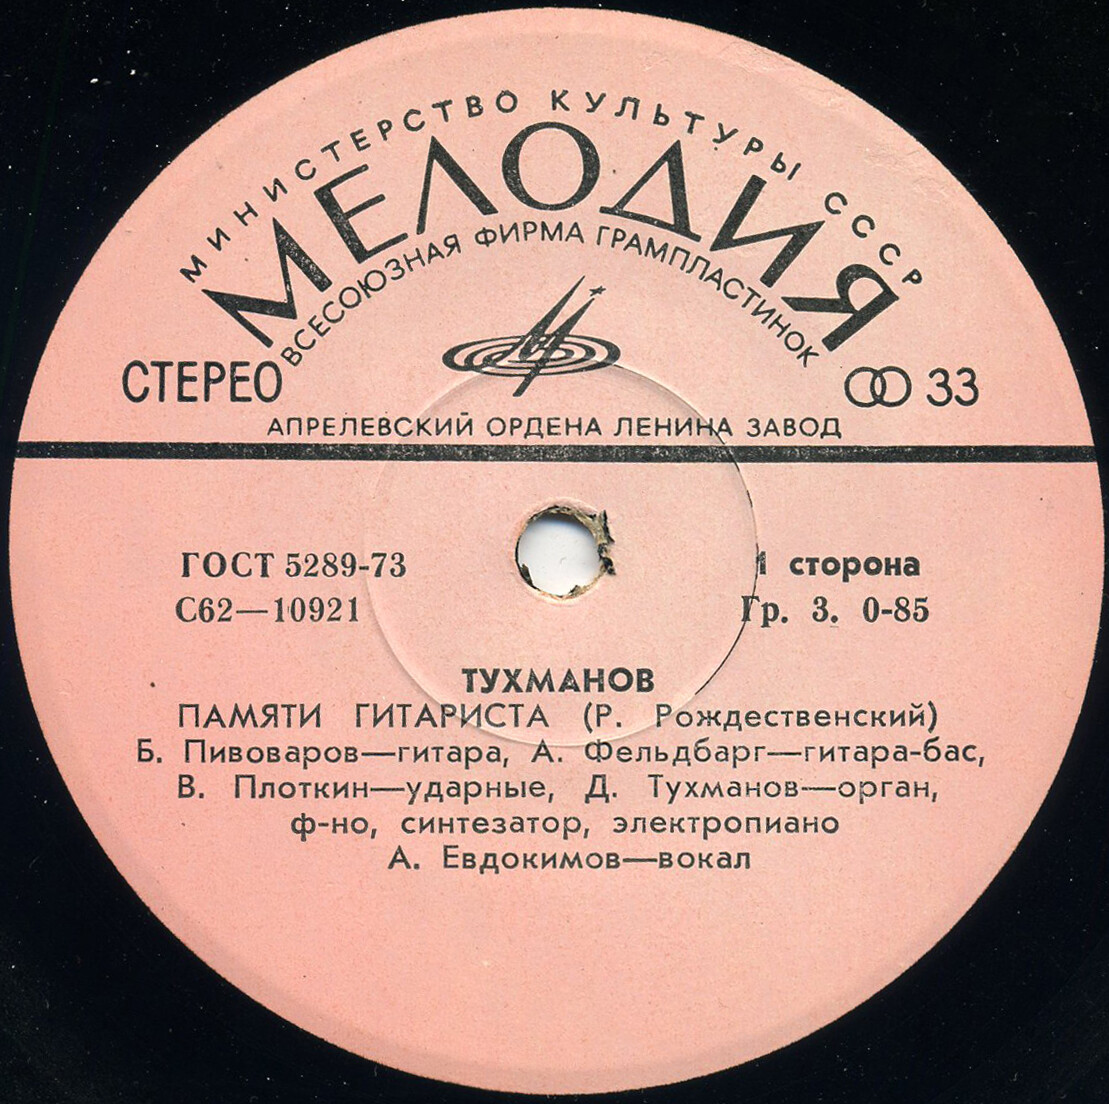 МИНИСТЕРСТВО КУЛЬТУРЫ СССР
МЕЛОДИЯ
ВСЕСОЮЗНАЯ ФИРМА ГРАМПЛАСТИНОК
СТЕРЕО 33
АПРЕЛЕВСКИЙ ОРДЕНА ЛЕНИНА ЗАВОД
ГОСТ 5289-73 1 сторона
С62—10921 Гр. 3. 0-85
ТУХМАНОВ
ПАМЯТИ ГИТАРИСТА (Р. Рождественский)
Б. Пивоваров—гитара, А. Фельдбарг—гитара-бас,
В. Плоткин—ударные, Д. Тухманов—орган,
ф-но, синтезатор, электропиано
А. Евдокимов—вокал